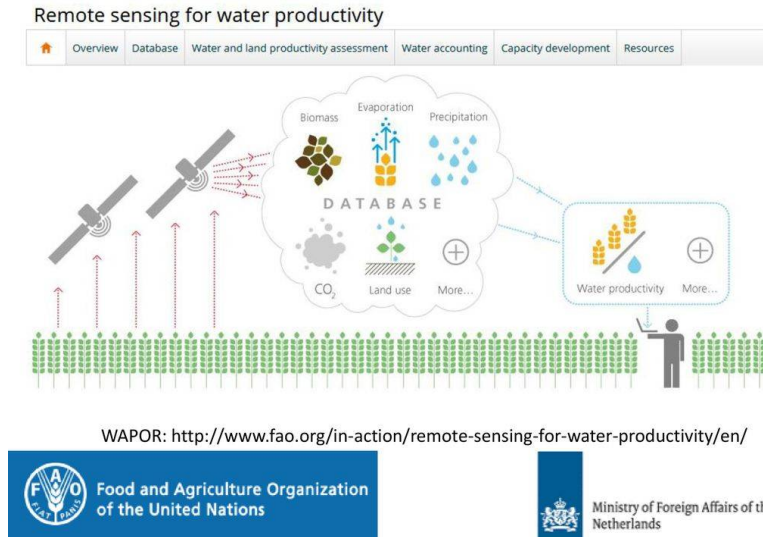 Remote sensing for water productivity
Overview Database Water and land productivity assessment Water accounting Capacity development Resources
Biomass Evaporation Precipitation
DATABASE
CO2 Land use More...
Water productivity More...
WAPOR: http://www.fao.org/in-action/remote-sensing-for-water-productivity/en/
F A O
FIAT PANIS
Food and Agriculture Organization
of the United Nations
Ministry of Foreign Affairs of th
Netherlands